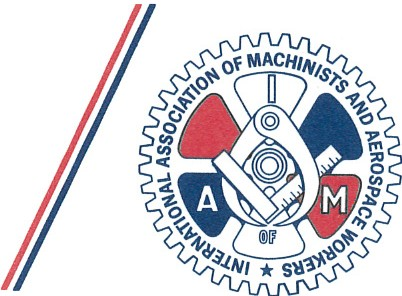 INTERNATIONAL ASSOCIATION OF MACHINISTS AND AEROSPACE WORKERS ★
I
A M
OF